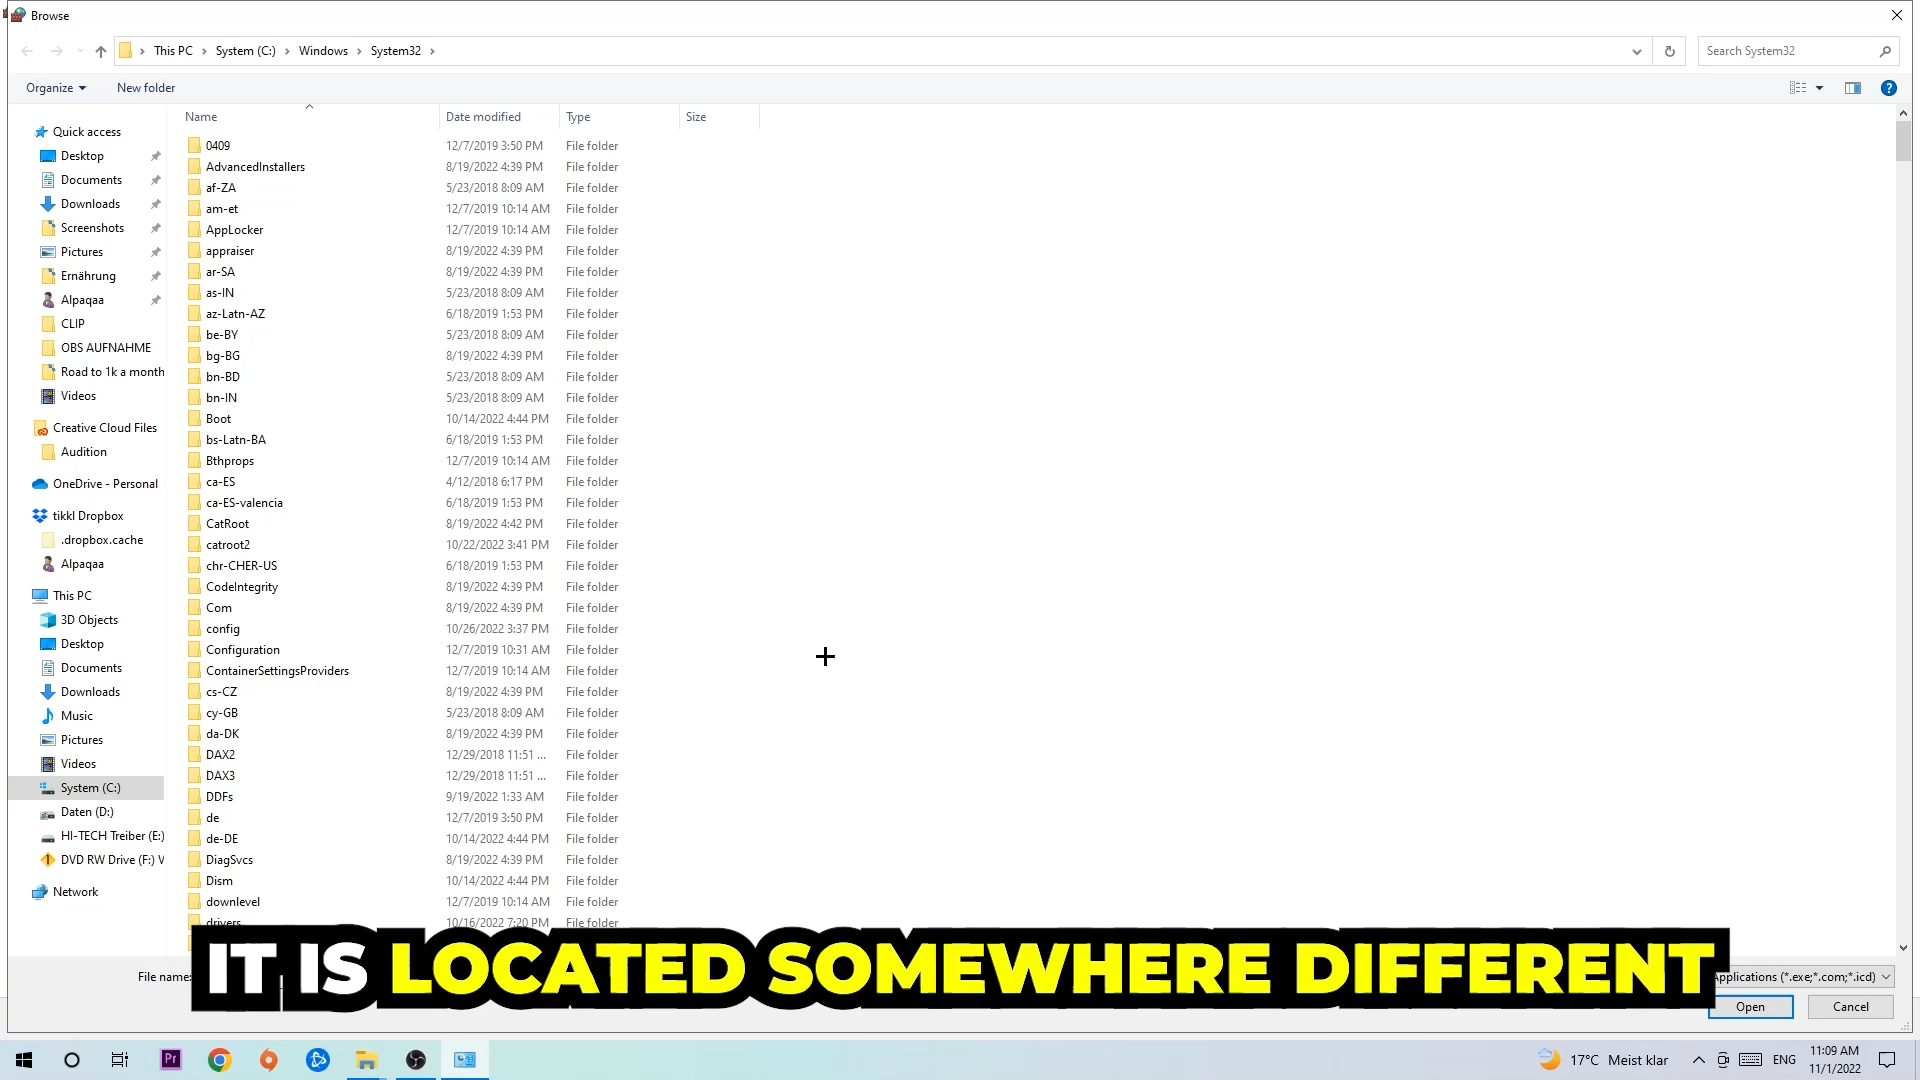 Browse
This PC > System (C:) > Windows > System32 >
Search System32
Organize
New folder
Name Date modified Type Size
Quick access
Desktop
Documents
Downloads
Screenshots
Pictures
Ernährung
Alpaqaa
CLIP
OBS AUFNAHME
Road to 1k a month
Videos
Creative Cloud Files
Audition
OneDrive - Personal
tikkl Dropbox
.dropbox.cache
Alpaqaa
This PC
3D Objects
Desktop
Documents
Downloads
Music
Pictures
Videos
System (C:)
Daten (D:)
HI-TECH Treiber (E:)
DVD RW Drive (F:) V
Network
0409 12/7/2019 3:50 PM File folder
AdvancedInstallers 8/19/2022 4:39 PM File folder
af-ZA 5/23/2018 8:09 AM File folder
am-et 12/7/2019 10:14 AM File folder
AppLocker 12/7/2019 10:14 AM File folder
appraiser 8/19/2022 4:39 PM File folder
ar-SA 8/19/2022 4:39 PM File folder
as-IN 5/23/2018 8:09 AM File folder
az-Latn-AZ 6/18/2019 1:53 PM File folder
be-BY 5/23/2018 8:09 AM File folder
bg-BG 8/19/2022 4:39 PM File folder
bn-BD 5/23/2018 8:09 AM File folder
bn-IN 5/23/2018 8:09 AM File folder
Boot 10/14/2022 4:44 PM File folder
bs-Latn-BA 6/18/2019 1:53 PM File folder
Bthprops 12/7/2019 10:14 AM File folder
ca-ES 4/12/2018 6:17 PM File folder
ca-ES-valencia 6/18/2019 1:53 PM File folder
CatRoot 8/19/2022 4:42 PM File folder
catroot2 10/22/2022 3:41 PM File folder
chr-CHER-US 6/18/2019 1:53 PM File folder
CodeIntegrity 8/19/2022 4:39 PM File folder
Com 8/19/2022 4:39 PM File folder
config 10/26/2022 3:37 PM File folder
Configuration 12/7/2019 10:31 AM File folder
ContainerSettingsProviders 12/7/2019 10:14 AM File folder
cs-CZ 8/19/2022 4:39 PM File folder
cy-GB 5/23/2018 8:09 AM File folder
da-DK 8/19/2022 4:39 PM File folder
DAX2 12/29/2018 11:51 ... File folder
DAX3 12/29/2018 11:51 ... File folder
DDFs 9/19/2022 1:33 AM File folder
de 12/7/2019 3:50 PM File folder
de-DE 10/14/2022 4:44 PM File folder
DiagSvcs 8/19/2022 4:39 PM File folder
Dism 10/14/2022 4:44 PM File folder
downlevel 12/7/2019 10:14 AM File folder
drivers 10/16/2022 7:20 PM File folder
IT IS LOCATED SOMEWHERE DIFFERENT
File name:
Applications (*.exe;*.com;*.icd)
Open
Cancel
Pr
17°C Meist klar
ENG
11:09 AM
11/1/2022